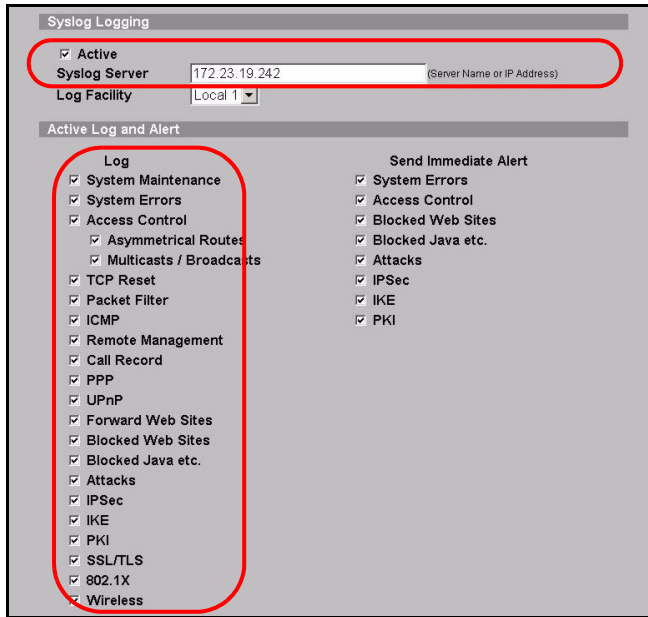 Syslog Logging
Active
Syslog Server 172.23.19.242 (Server Name or IP Address)
Log Facility Local 1
Active Log and Alert
Log
System Maintenance
System Errors
Access Control
Asymmetrical Routes
Multicasts / Broadcasts
TCP Reset
Packet Filter
ICMP
Remote Management
Call Record
PPP
UPnP
Forward Web Sites
Blocked Web Sites
Blocked Java etc.
Attacks
IPSec
IKE
PKI
SSL/TLS
802.1X
Wireless
Send Immediate Alert
System Errors
Access Control
Blocked Web Sites
Blocked Java etc.
Attacks
IPSec
IKE
PKI